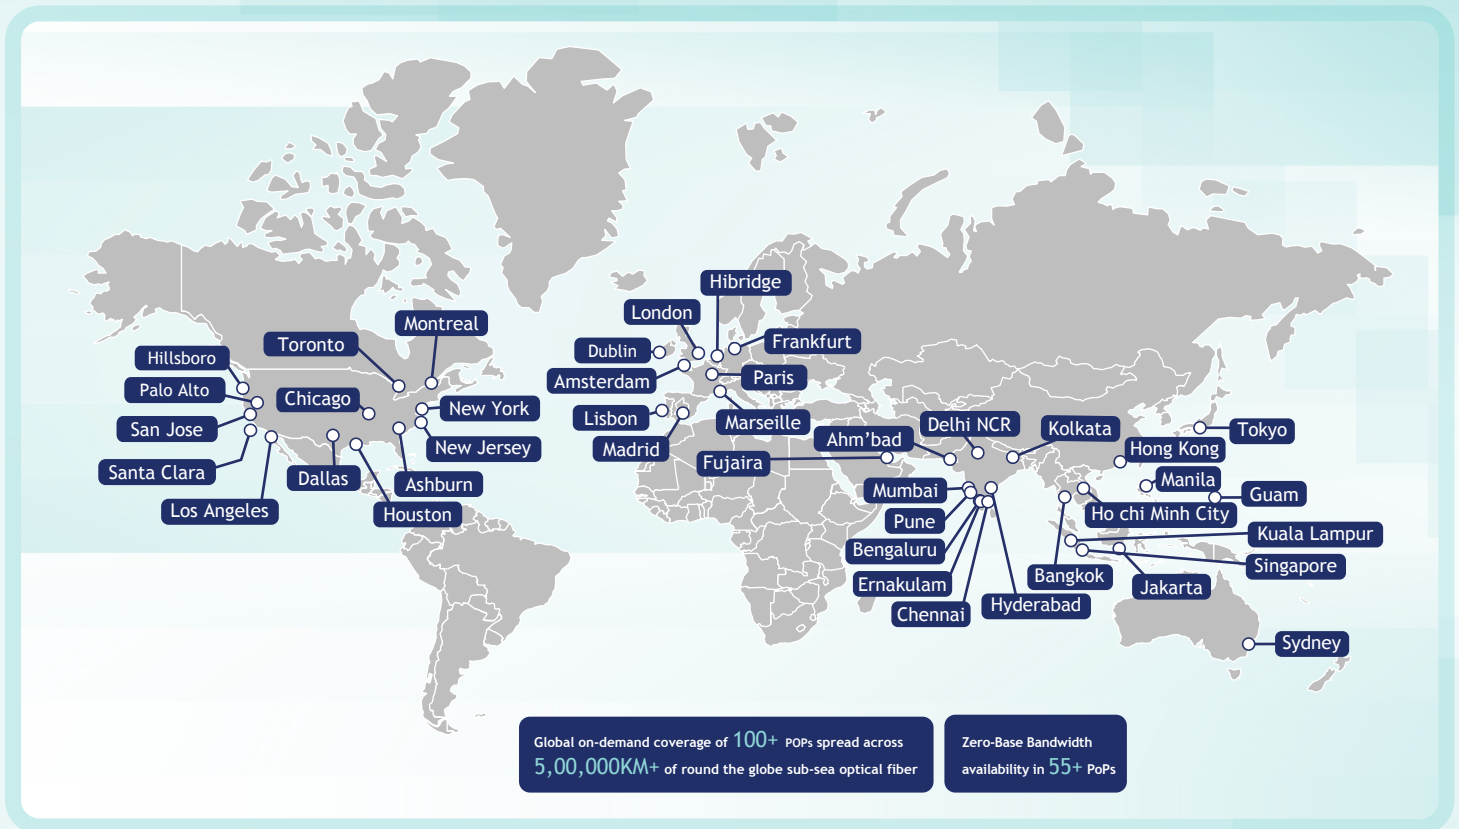 Hibridge
London
Montreal
Toronto
Frankfurt
Dublin
Hillsboro
Amsterdam
Paris
Palo Alto
Chicago
New York
Lisbon
Marseille
Delhi NCR
Kolkata
Tokyo
San Jose
Ahm’bad
New Jersey
Madrid
Hong Kong
Fujaira
Santa Clara
Dallas
Ashburn
Manila
Mumbai
Guam
Los Angeles
Houston
Ho chi Minh City
Pune
Kuala Lampur
Bengaluru
Singapore
Bangkok
Ernakulam
Jakarta
Hyderabad
Chennai
Sydney
Global on-demand coverage of 100+ POPs spread across
5,00,000KM+ of round the globe sub-sea optical fiber
Zero-Base Bandwidth
availability in 55+ PoPs